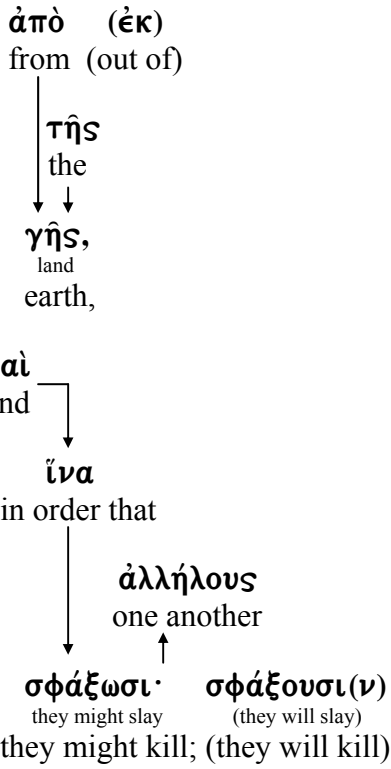 ἀπὸ (ἐκ)
from (out of)
τῆς
the
γῆς,
land
earth,
αὶ
nd
ἵνα
in order that
ἀλλήλους
one another
σφάξωσι· σφάξουσι(ν)
they might slay (they will slay)
they might kill; (they will kill)